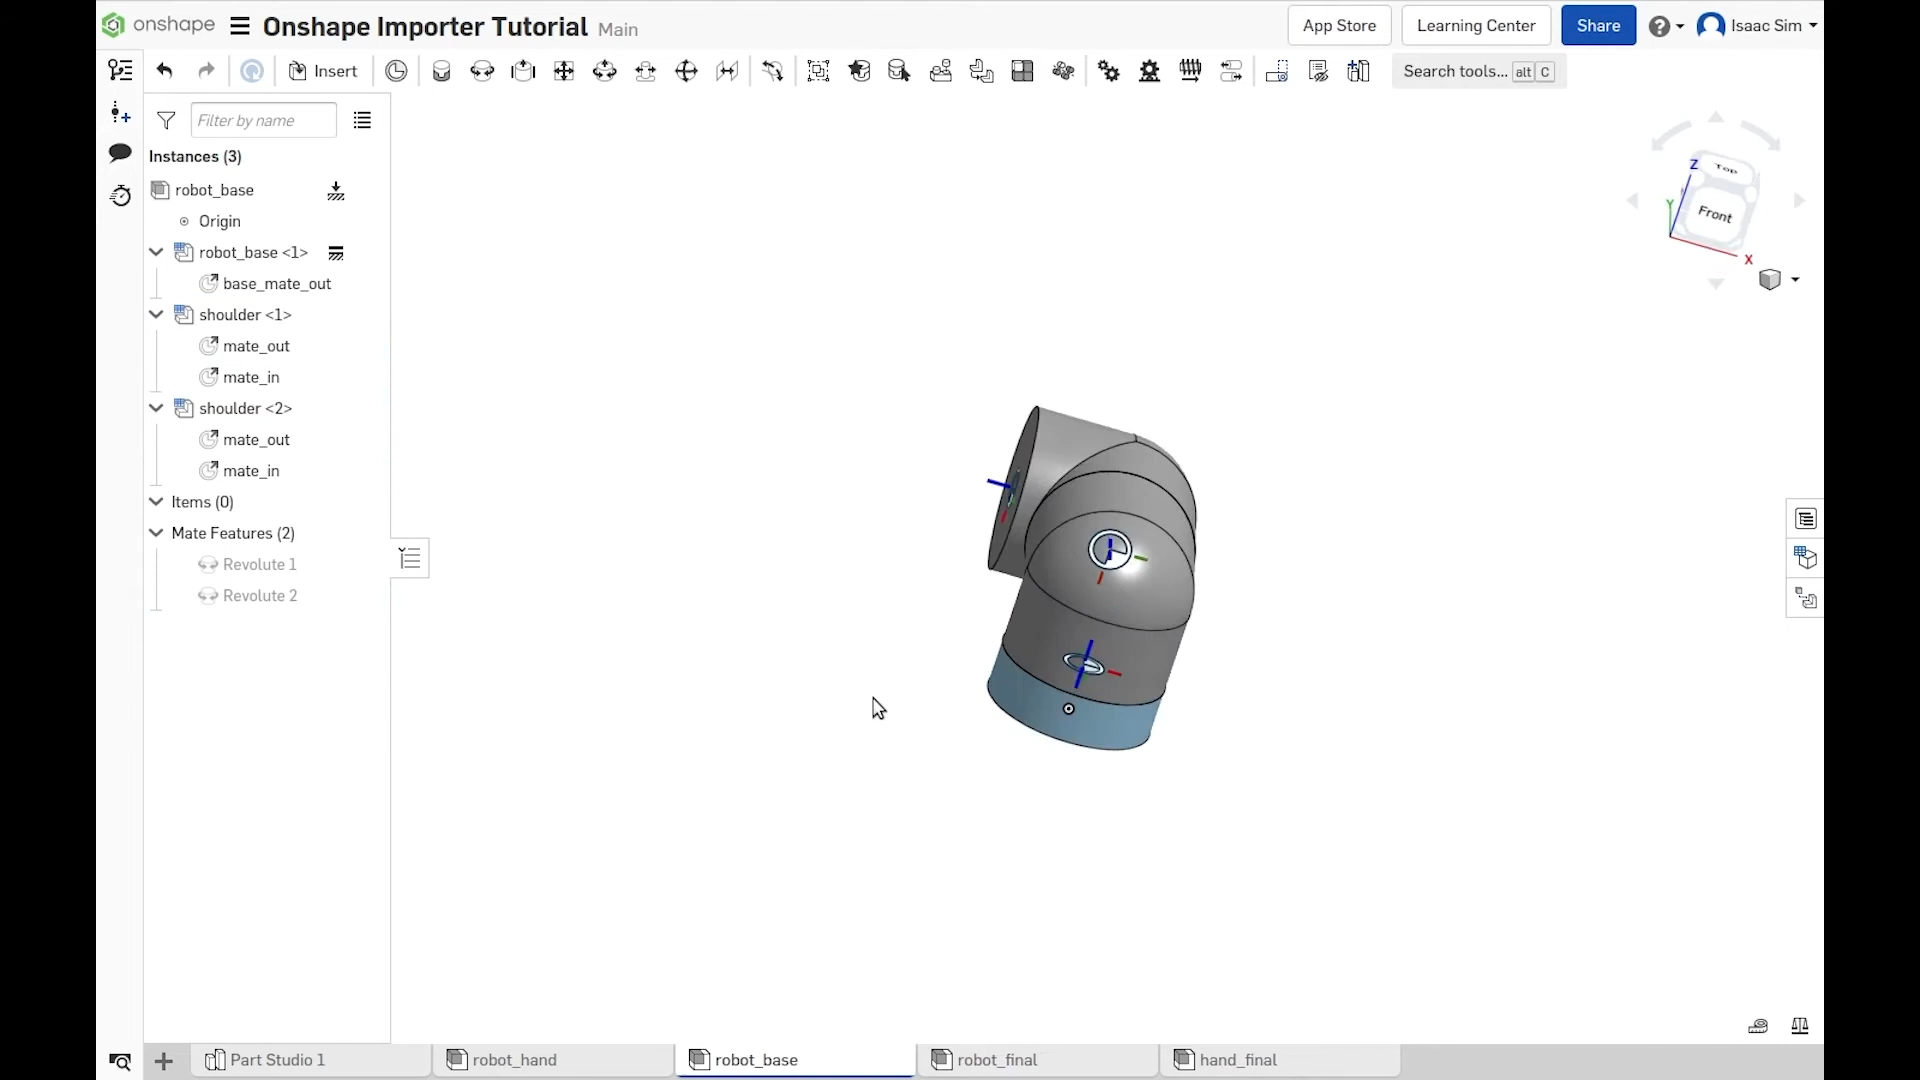 onshape Onshape Importer Tutorial Main App Store Learning Center Share Isaac Sim
Insert Search tools... alt C
Filter by name
Instances (3)
robot_base
Origin
robot_base <1>
base_mate_out
shoulder <1>
mate_out
mate_in
shoulder <2>
mate_out
mate_in
Items (0)
Mate Features (2)
Revolute 1
Revolute 2
Top
Z
Y
Front
X
Part Studio 1 robot_hand robot_base robot_final hand_final